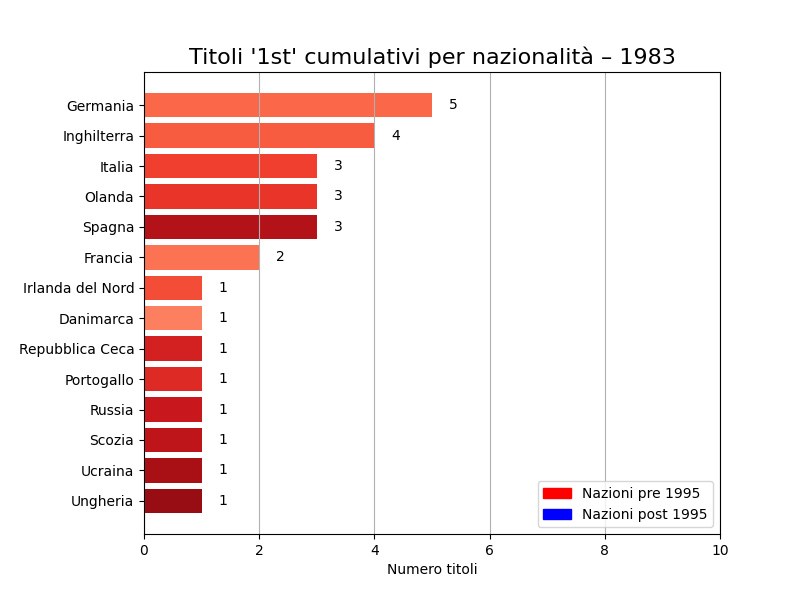 Titoli '1st' cumulativi per nazionalità – 1983
Germania 5
Inghilterra 4
Italia 3
Olanda 3
Spagna 3
Francia 2
Irlanda del Nord 1
Danimarca 1
Repubblica Ceca 1
Portogallo 1
Russia 1
Scozia 1
Ucraina 1
Ungheria 1
Nazioni pre 1995
Nazioni post 1995
0 2 4 6 8 10
Numero titoli